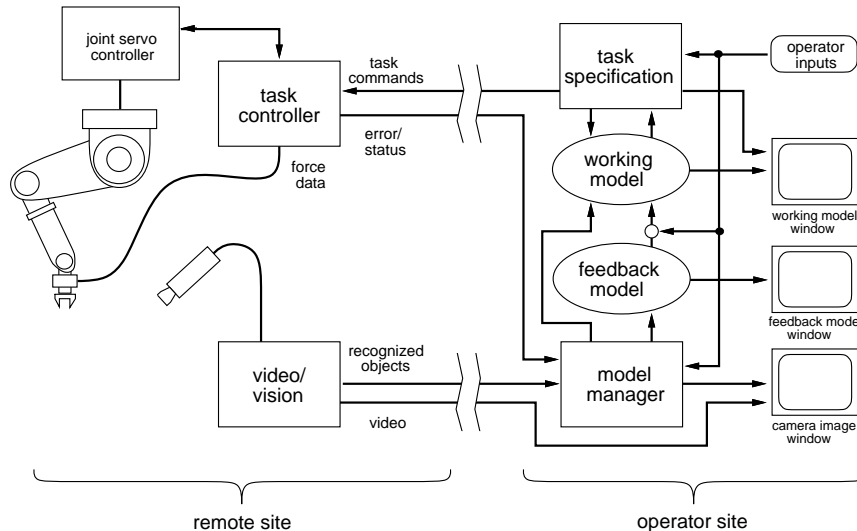 joint servo
controller
task
controller
task
commands
error/
status
force
data
task
specification
operator
inputs
working
model
working model
window
feedback
model
feedback model
window
video/
vision
recognized
objects
video
model
manager
camera image
window
remote site
operator site